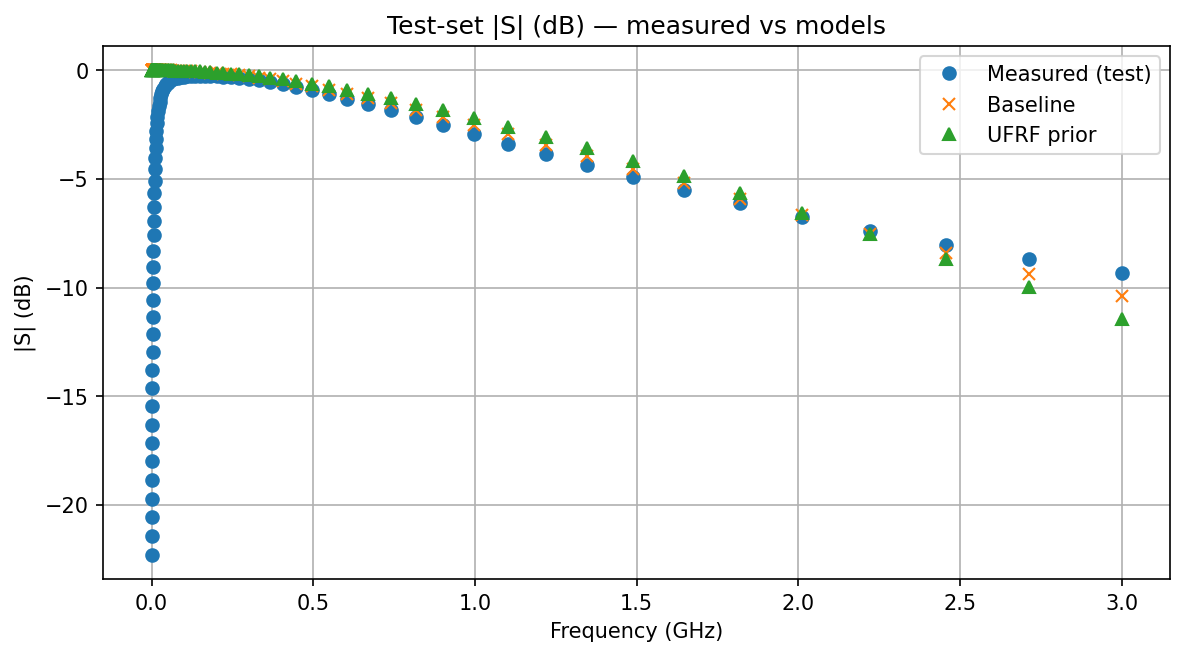 Test-set |S| (dB) — measured vs models
Measured (test)
Baseline
UFRF prior
|S| (dB)
0
−5
−10
−15
−20
0.0 0.5 1.0 1.5 2.0 2.5 3.0
Frequency (GHz)